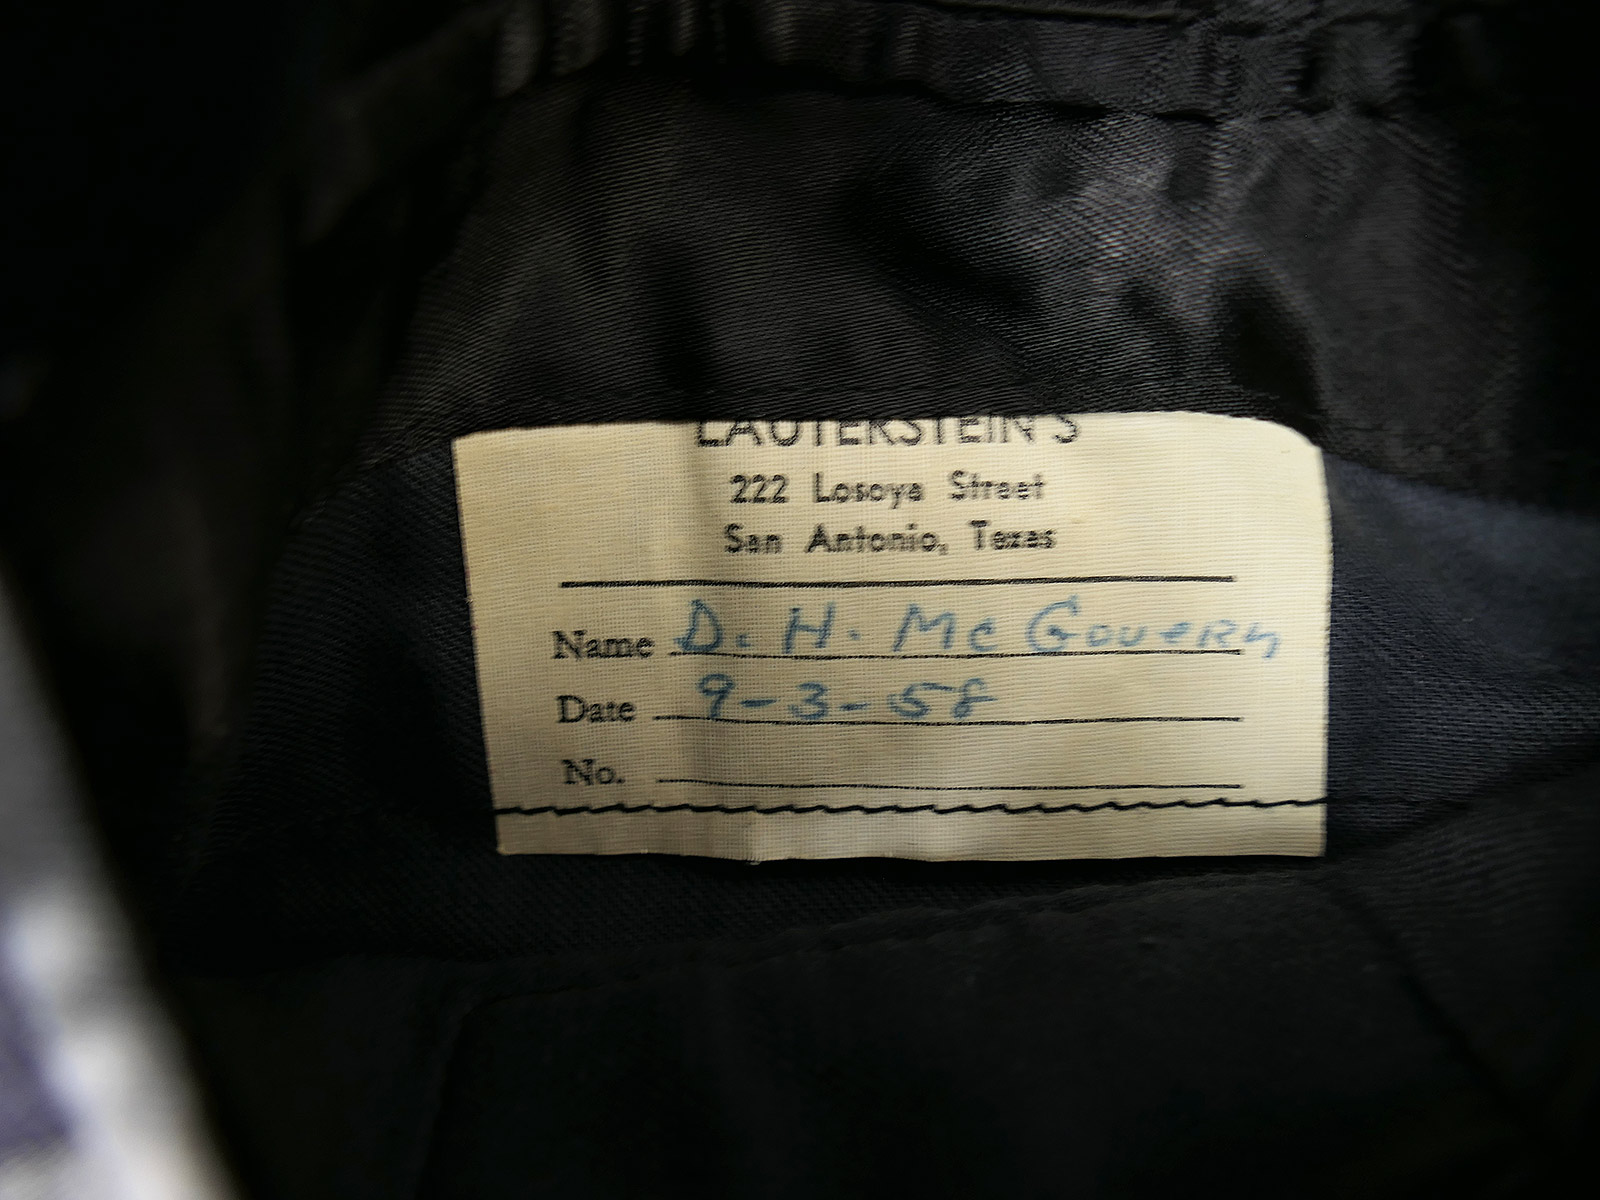 LAUTERSTEIN'S
222 Losoya Street
San Antonio, Texas
Name D. H. McGovern
Date 9-3-58
No.